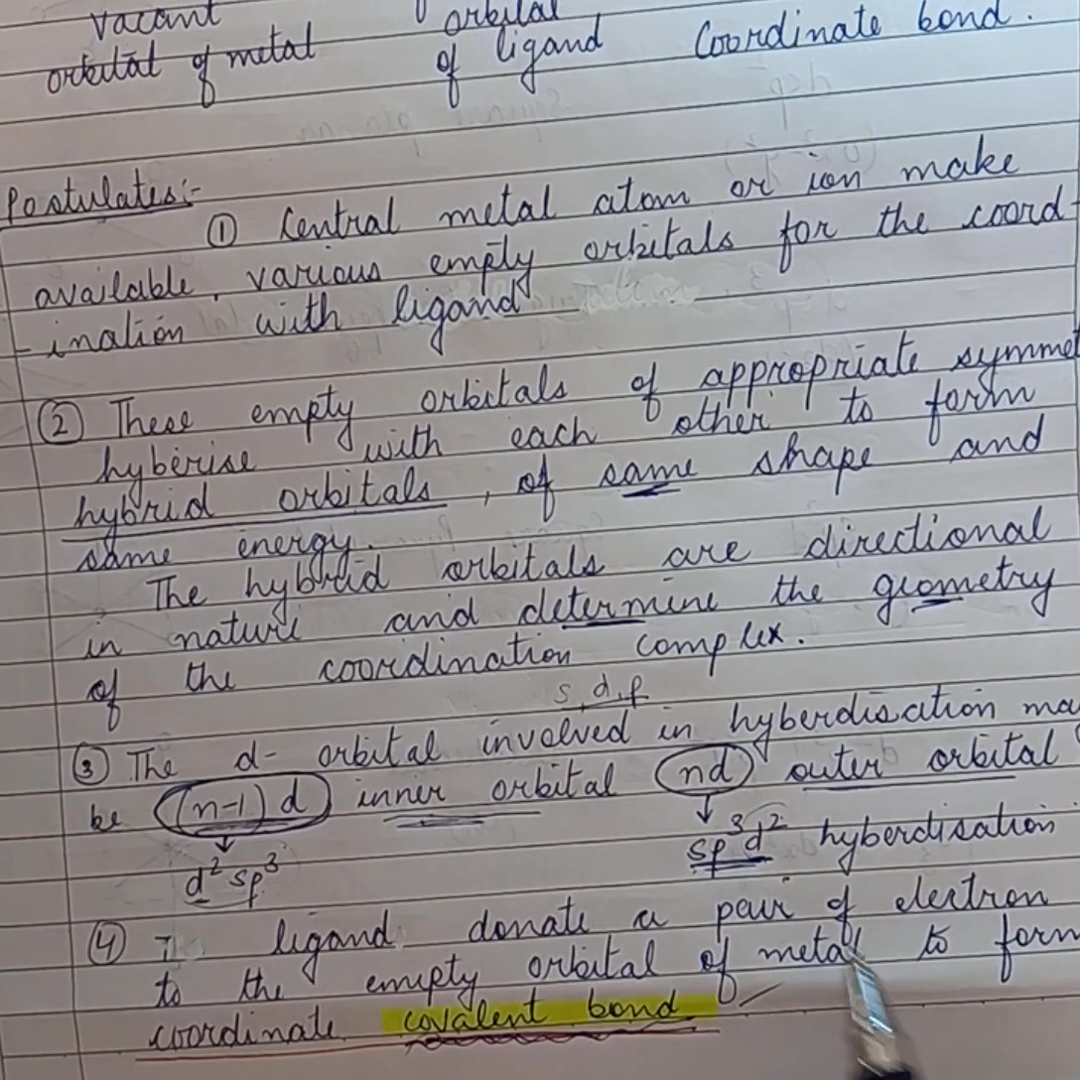 vacant orbital
orbital of metal of ligand Coordinate bond.
Postulates:-
① Central metal atom or ion make
available, various empty orbitals for the coord-
-ination with ligand
② These empty orbitals of appropriate symmet
hyberise with each other to form
hybrid orbitals, of same shape and
same energy.
The hybrid orbitals are directional
in nature and determine the geometry
of the coordination complex.
s, d, p
③ The d- orbital involved in hyberdisation ma
be (n-1)d inner orbital nd outer orbital
↓ ↓
d² sp³ sp³d² hyberdisation
④ ligand donate a pair of electron
to the empty orbital of metal to form
coordinate covalent bond.